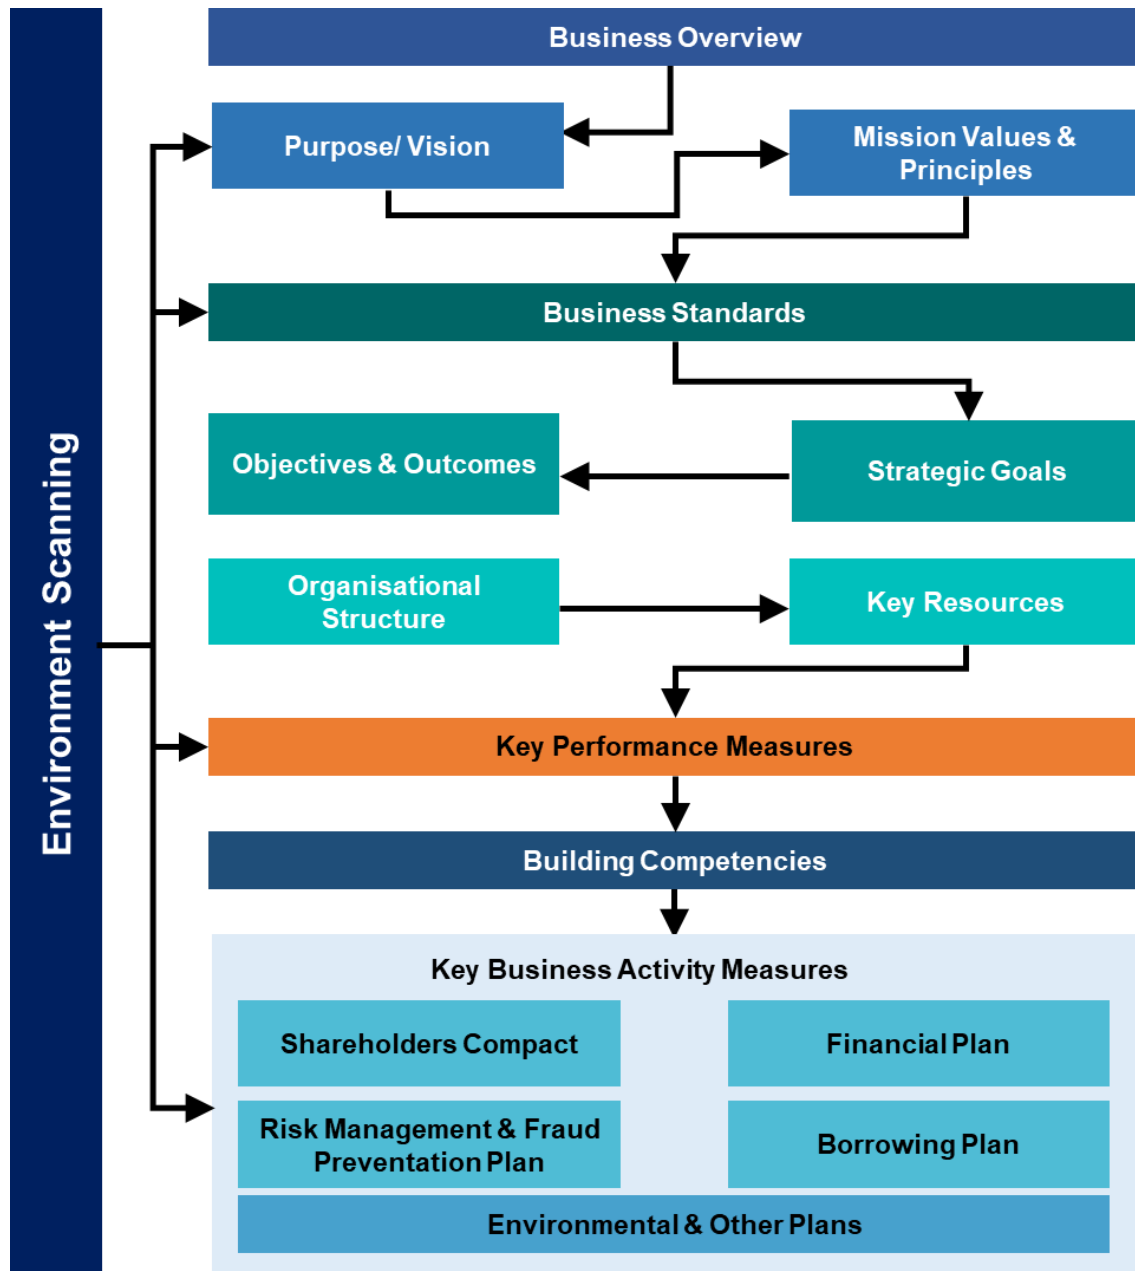 Environment Scanning
Business Overview
Purpose/ Vision
Mission Values &
Principles
Business Standards
Objectives & Outcomes
Strategic Goals
Organisational
Structure
Key Resources
Key Performance Measures
Building Competencies
Key Business Activity Measures
Shareholders Compact
Financial Plan
Risk Management & Fraud
Preventation Plan
Borrowing Plan
Environmental & Other Plans